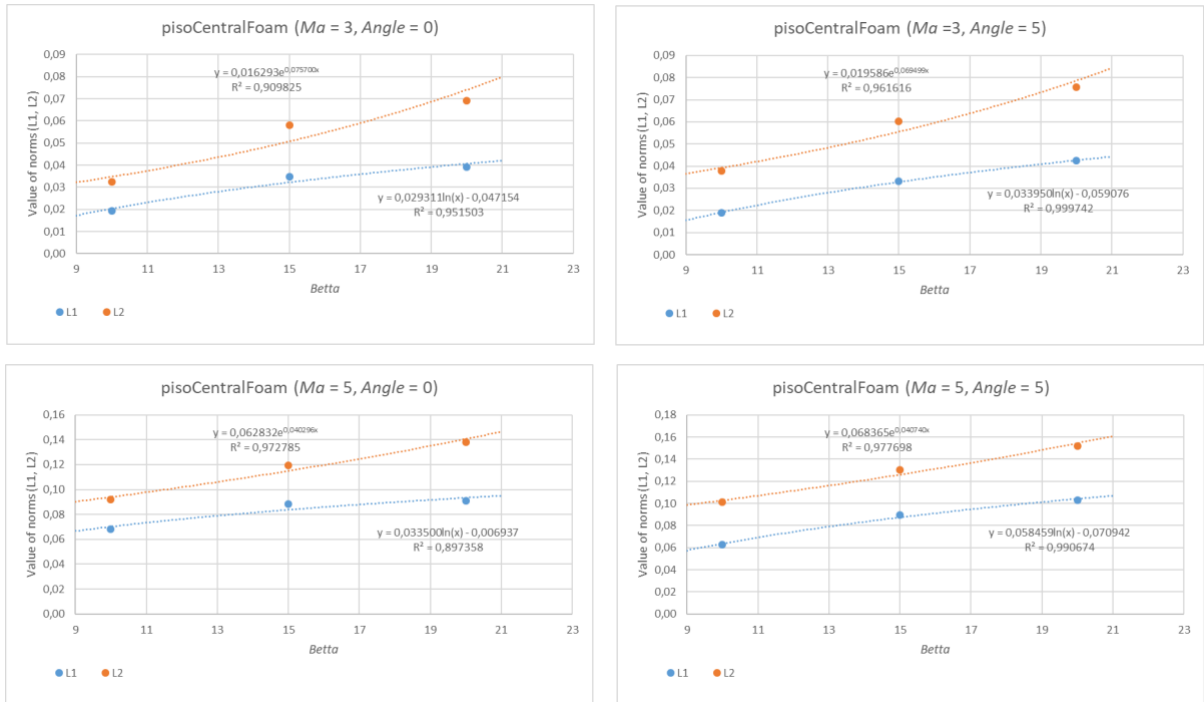 pisoCentralFoam (Ma = 3, Angle = 0)
0,09
0,08
0,07
0,06
0,05
0,04
0,03
0,02
0,01
0,00
Value of norms (L1, L2)
y = 0,016293e^0,075700x
R² = 0,909825
y = 0,029311ln(x) - 0,047154
R² = 0,951503
9 11 13 15 17 19 21 23
Betta
L1 L2
pisoCentralFoam (Ma =3, Angle = 5)
0,09
0,08
0,07
0,06
0,05
0,04
0,03
0,02
0,01
0,00
Value of norms (L1, L2)
y = 0,019586e^0,069499x
R² = 0,961616
y = 0,033950ln(x) - 0,059076
R² = 0,999742
9 11 13 15 17 19 21 23
Betta
L1 L2
pisoCentralFoam (Ma = 5, Angle = 0)
0,16
0,14
0,12
0,10
0,08
0,06
0,04
0,02
0,00
Value of norms (L1, L2)
y = 0,062832e^0,040296x
R² = 0,972785
y = 0,033500ln(x) - 0,006937
R² = 0,897358
9 11 13 15 17 19 21 23
Betta
L1 L2
pisoCentralFoam (Ma = 5, Angle = 5)
0,18
0,16
0,14
0,12
0,10
0,08
0,06
0,04
0,02
0,00
Value of norms (L1, L2)
y = 0,068365e^0,040740x
R² = 0,977698
y = 0,058459ln(x) - 0,070942
R² = 0,990674
9 11 13 15 17 19 21 23
Betta
L1 L2